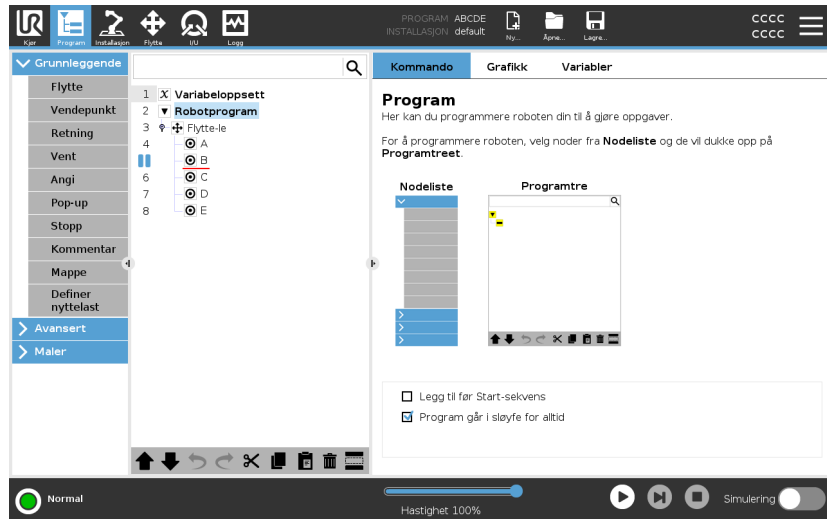 UR
Kjør
Program
Installasjon
Flytte
I/U
Logg
PROGRAM ABCDE
INSTALLASJON default
Ny...
Åpne...
Lagre...
cccc
cccc
Grunnleggende
Flytte
Vendepunkt
Retning
Vent
Angi
Pop-up
Stopp
Kommentar
Mappe
Definer
nyttelast
Avansert
Maler
1 X Variabeloppsett
2 Robotprogram
3 Flytte-le
4 A
B
6 C
7 D
8 E
Kommando Grafikk Variabler
Program
Her kan du programmere roboten din til å gjøre oppgaver.
For å programmere roboten, velg noder fra Nodeliste og de vil dukke opp på
Programtreet.
Nodeliste
Programtre
Legg til før Start-sekvens
Program går i sløyfe for alltid
Normal
Hastighet 100%
Simulering